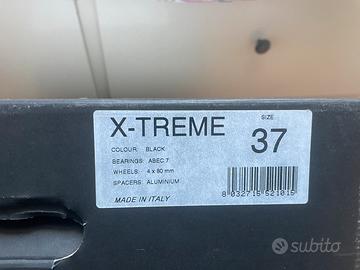 X-TREME
SIZE
37
COLOUR: BLACK
BEARINGS: ABEC 7
WHEELS: 4 x 80 mm
SPACERS: ALUMINIUM
MADE IN ITALY
8 032715 521015
subito